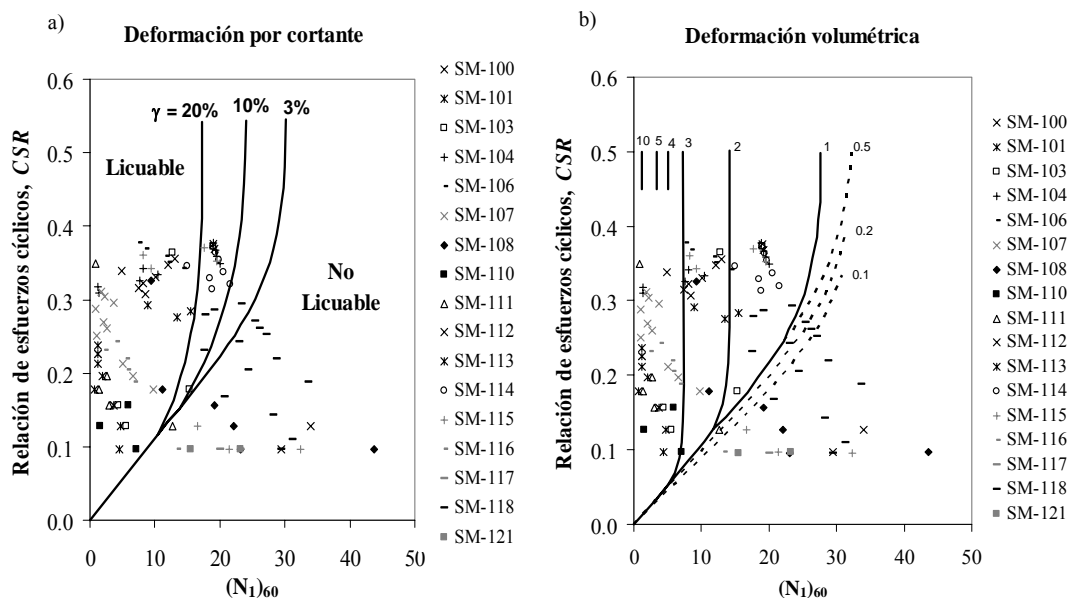 a)
Deformación por cortante
Relación de esfuerzos cíclicos, CSR
0.6
0.5
0.4
0.3
0.2
0.1
0.0
0
10
20
30
40
50
(N₁)₆₀
γ = 20%
10%
3%
Licuable
No
Licuable
SM-100
SM-101
SM-103
SM-104
SM-106
SM-107
SM-108
SM-110
SM-111
SM-112
SM-113
SM-114
SM-115
SM-116
SM-117
SM-118
SM-121
b)
Deformación volumétrica
Relación de esfuerzos cíclicos, CSR
0.6
0.5
0.4
0.3
0.2
0.1
0.0
0
10
20
30
40
50
(N₁)₆₀
10
5
4
3
2
1
0.5
0.2
0.1
SM-100
SM-101
SM-103
SM-104
SM-106
SM-107
SM-108
SM-110
SM-111
SM-112
SM-113
SM-114
SM-115
SM-116
SM-117
SM-118
SM-121